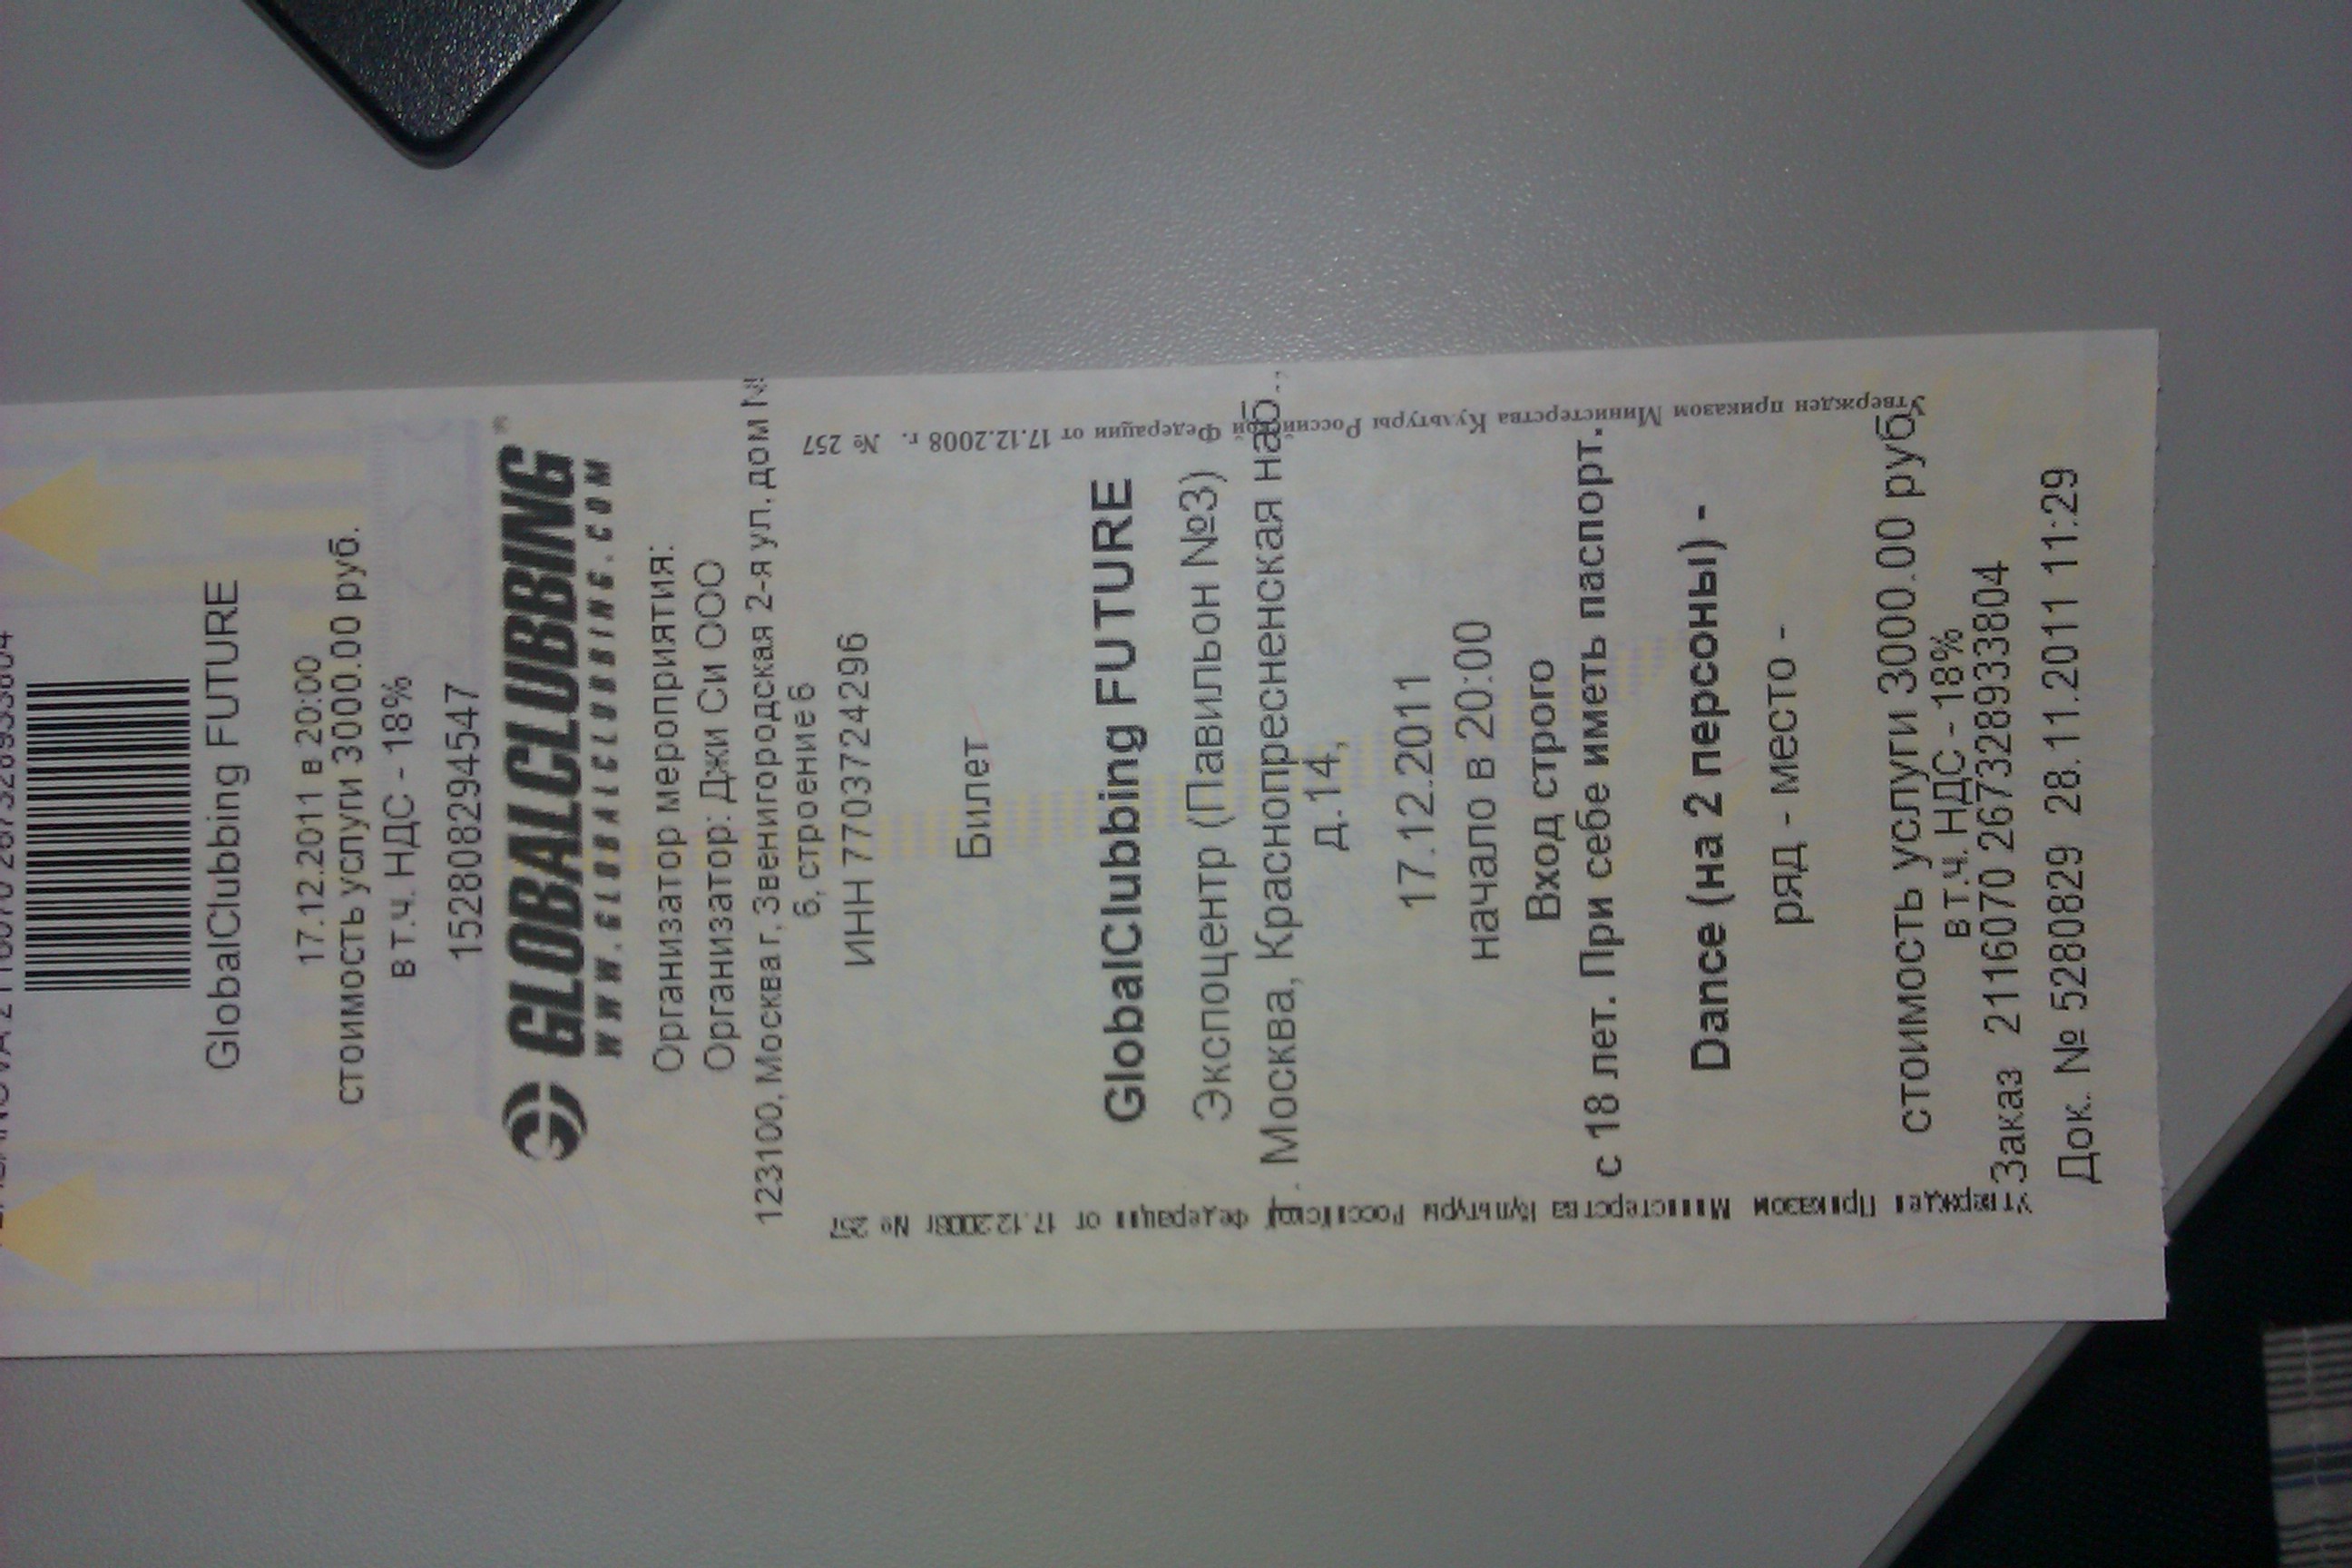 GlobalClubbing FUTURE
17.12.2011 в 20:00
стоимость услуги 3000.00 руб.
в т.ч. НДС - 18%
1528082945​47
GLOBALCLUBBING®
WWW.GLOBALCLUBBING.COM
Организатор мероприятия:
Организатор: Джи Си ООО
123100, Москва г, Звенигородская 2-я ул, дом №
6, строение 6
ИНН 7703724296
Билет
GlobalClubbing FUTURE
Экспоцентр (Павильон №3)
Москва, Краснопресненская наб.,
д.14,
17.12.2011
начало в 20:00
Вход строго
с 18 лет. При себе иметь паспорт.
Dance (на 2 персоны) -
ряд - место -
стоимость услуги 3000.00 руб.
в т.ч. НДС - 18%
Заказ 2116070 267328933804
Док. № 52808829 28.11.2011 11:29
Утвержден приказом Министерства Культуры Российской Федерации от 17.12.2008 г. № 257
Утвержден Приказом Министерства Культуры Российской Федерации от 17.12.2008г № 257